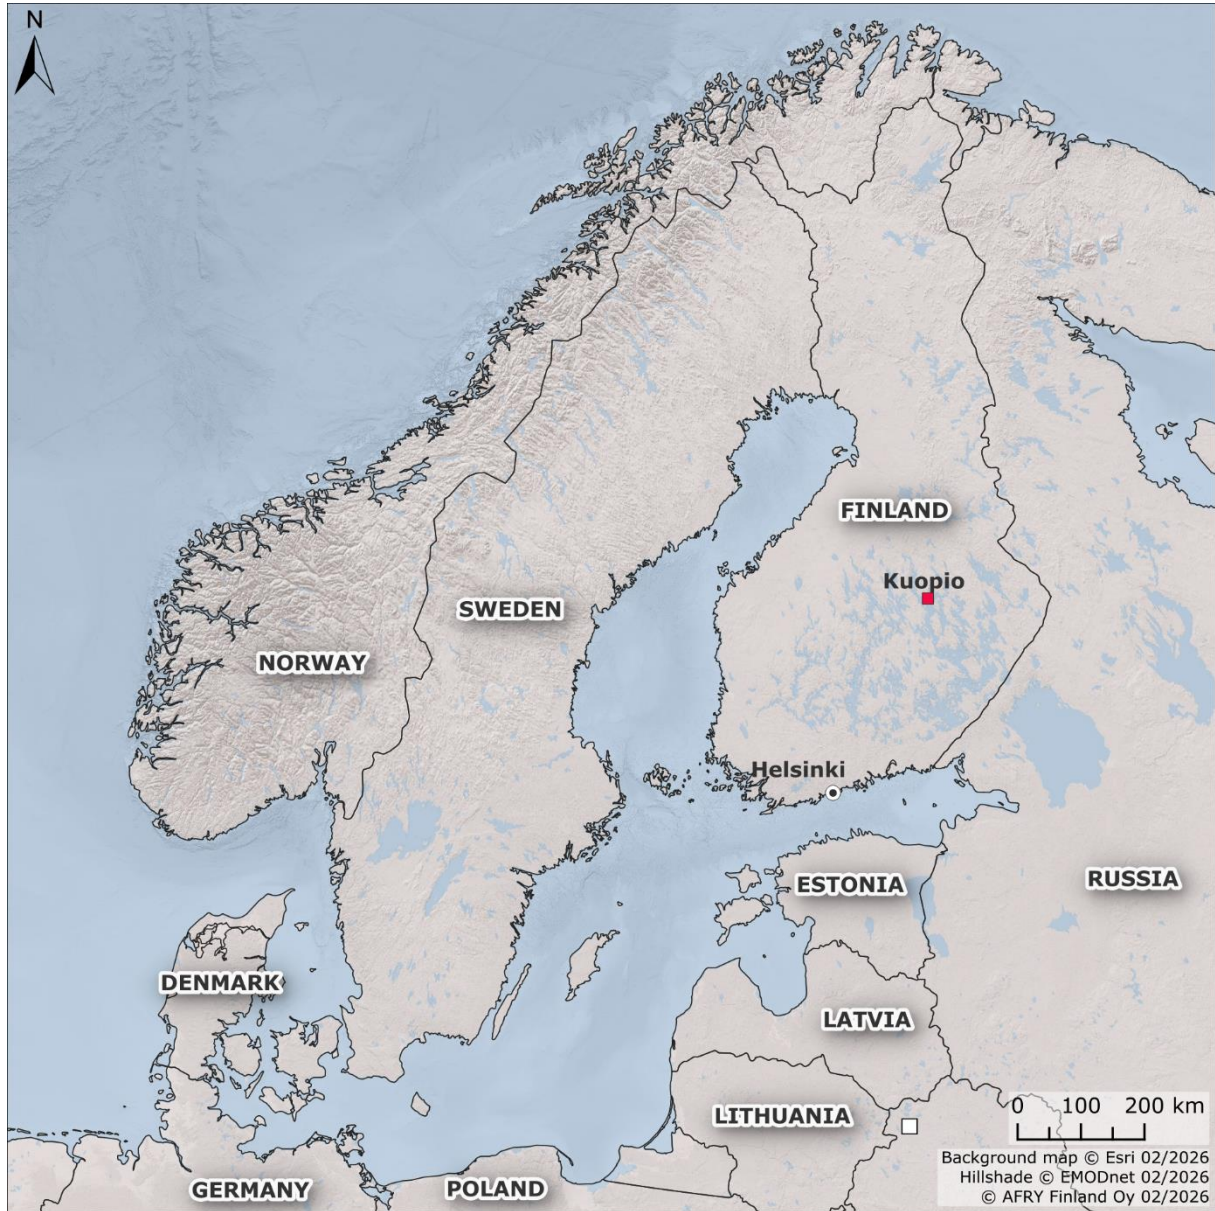 N
FINLAND
Kuopio
SWEDEN
NORWAY
Helsinki
ESTONIA
RUSSIA
DENMARK
LATVIA
LITHUANIA
0 100 200 km
Background map © Esri 02/2026
Hillshade © EMODnet 02/2026
© AFRY Finland Oy 02/2026
GERMANY
POLAND